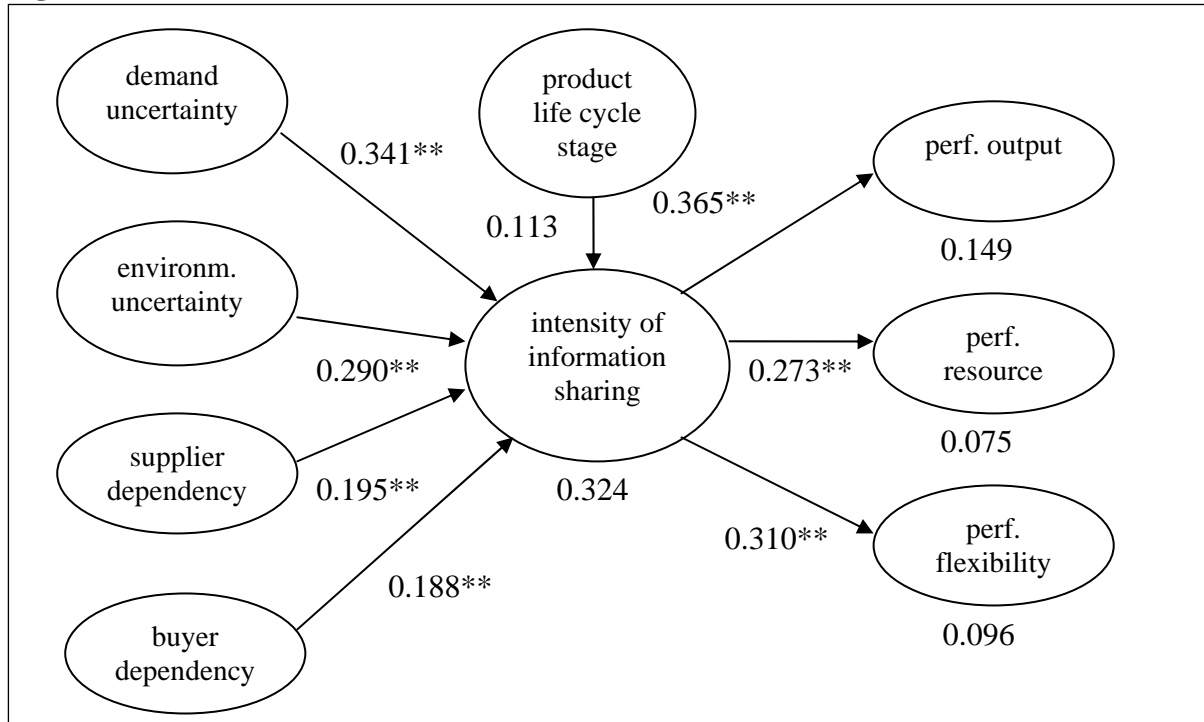 demand
uncertainty
product
life cycle
stage
perf. output
0.341**
0.365**
0.113
0.149
environm.
uncertainty
intensity of
information
sharing
perf.
resource
0.290**
0.273**
0.075
supplier
dependency
0.195**
0.324
perf.
flexibility
0.310**
0.188**
0.096
buyer
dependency